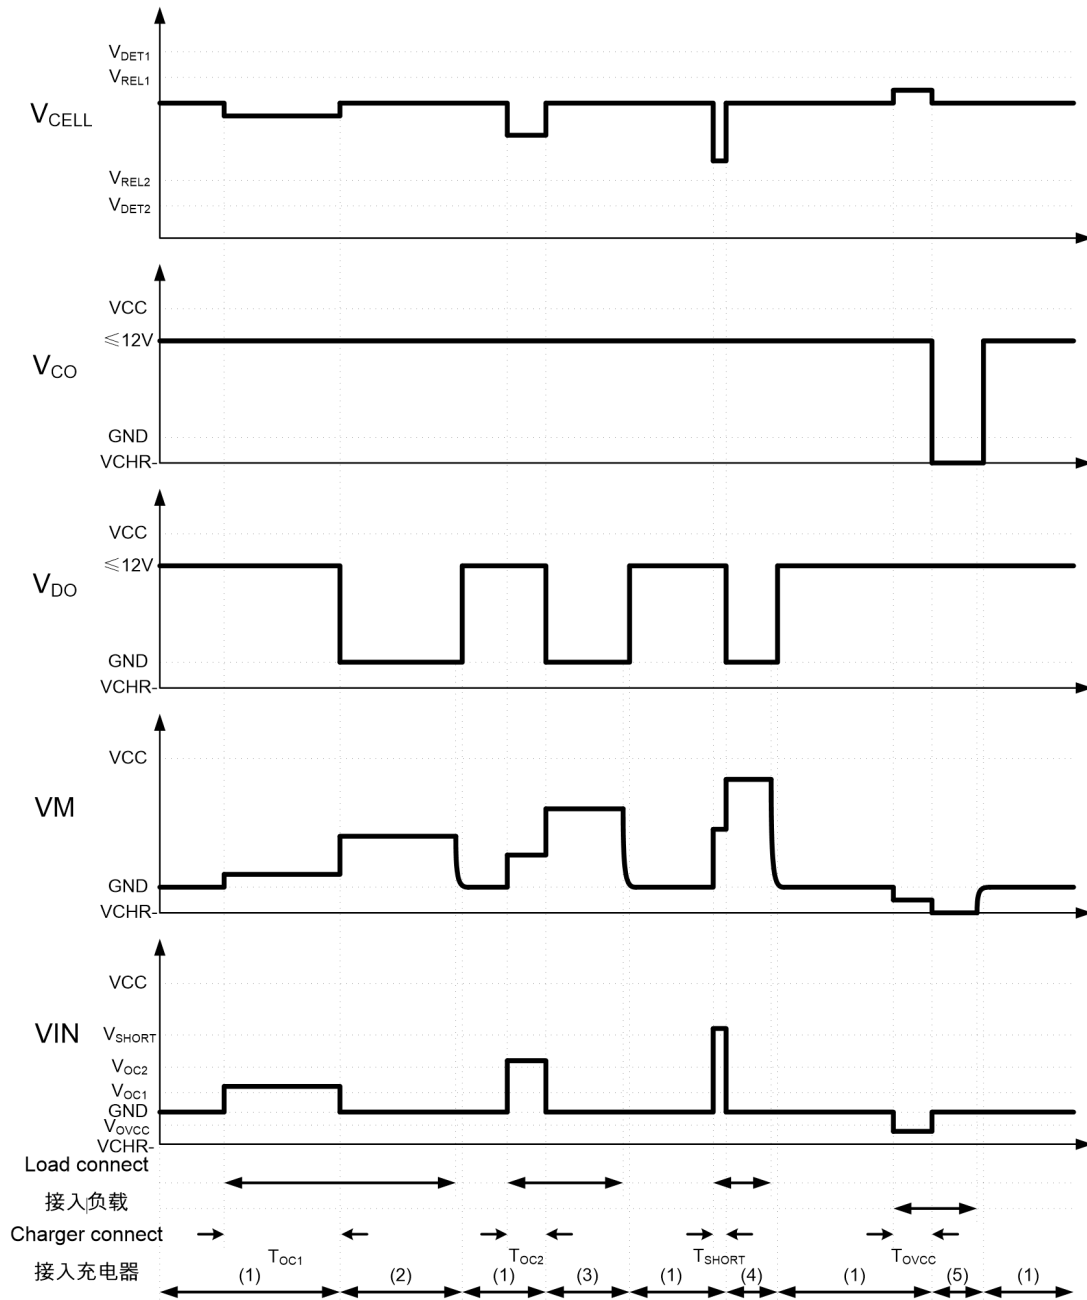 VDET1
VREL1
VCELL
VREL2
VDET2
VCC
≤12V
VCO
GND
VCHR-
VCC
≤12V
VDO
GND
VCHR-
VCC
VM
GND
VCHR-
VCC
VIN
VSHORT
VOC2
VOC1
GND
VOVCC
VCHR-
Load connect
接入负载
Charger connect
接入充电器
TOC1 TOC2 TSHORT TOVCC
(1) (2) (1) (3) (1) (4) (1) (5) (1)